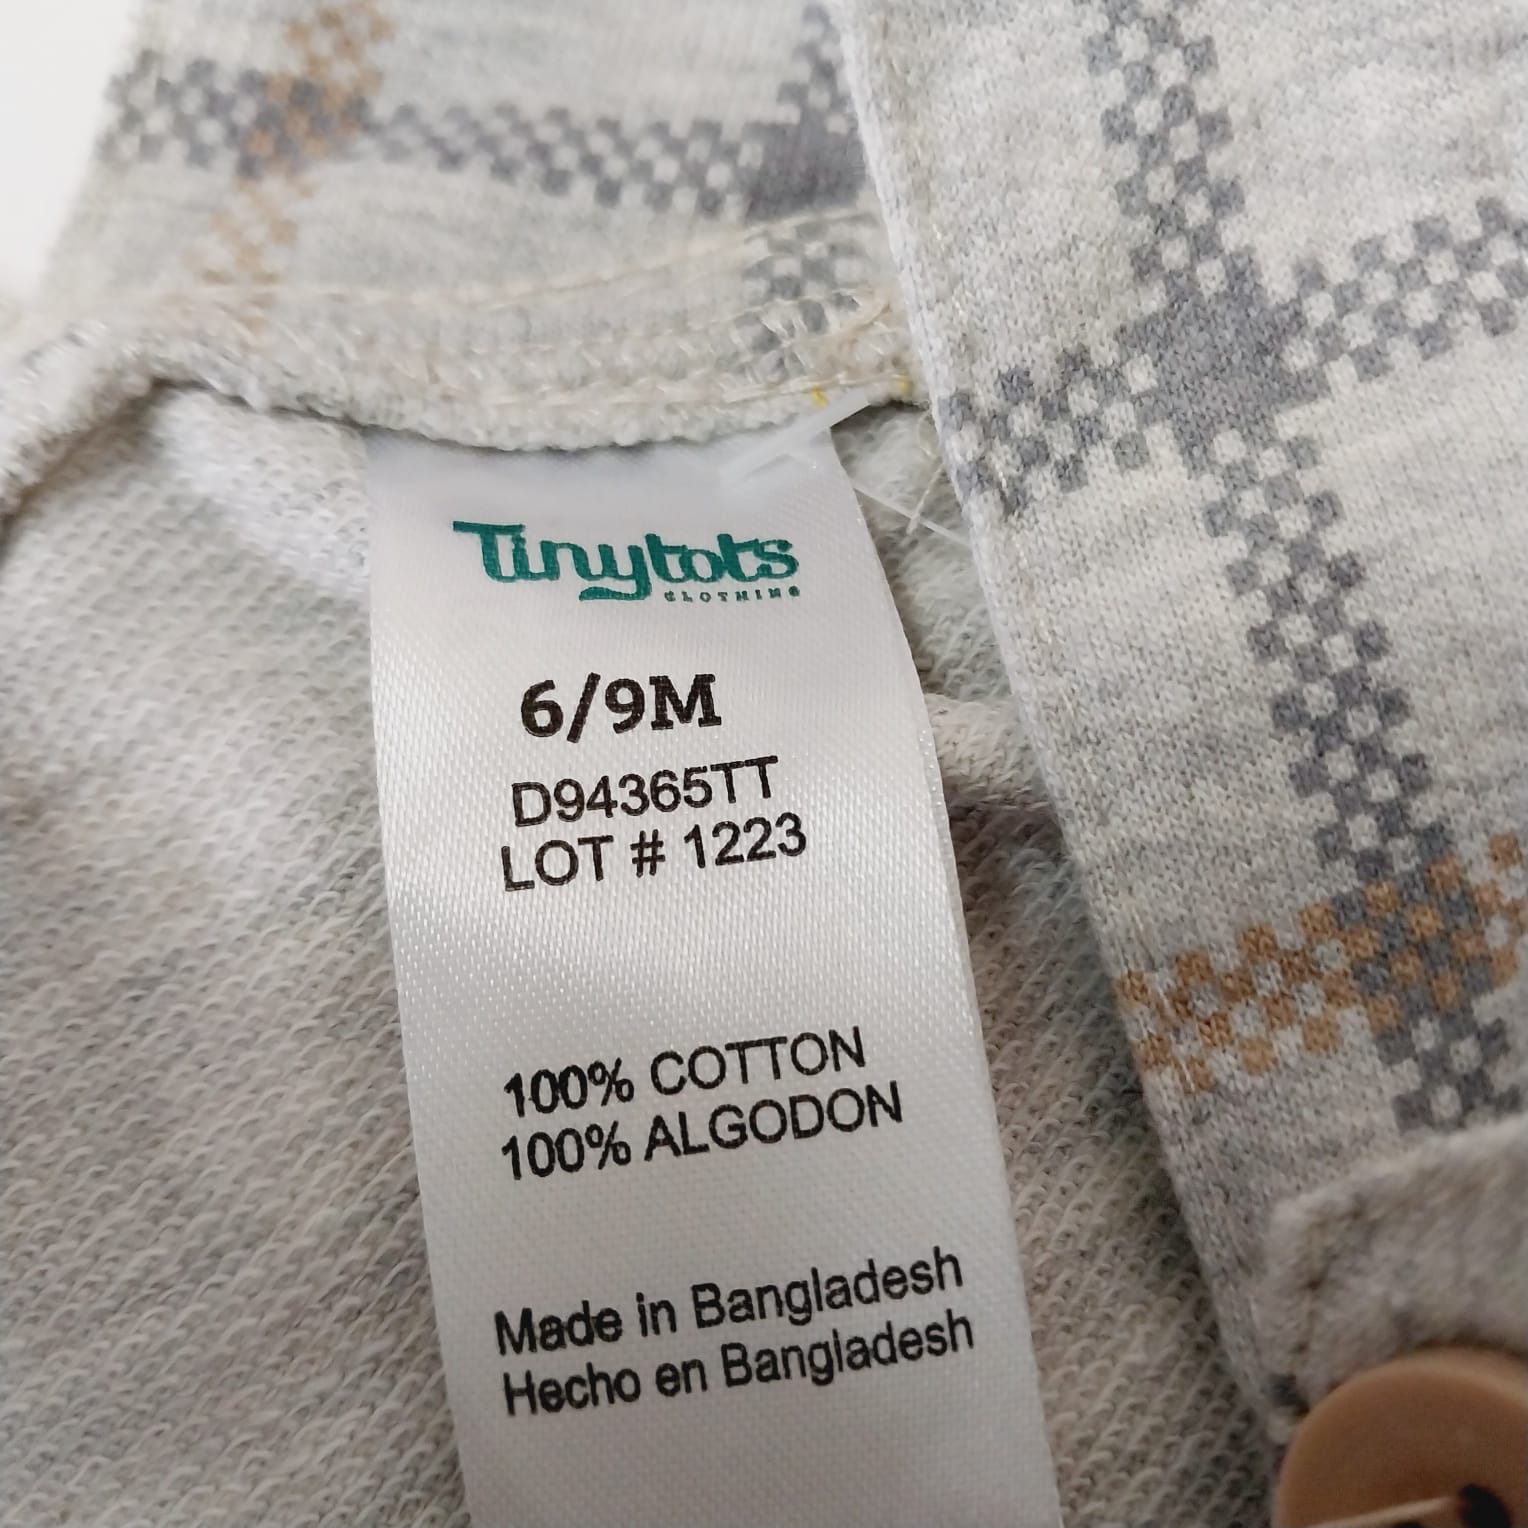 Tinytots
CLOTHING
6/9M
D94365TT
LOT # 1223
100% COTTON
100% ALGODON
Made in Bangladesh
Hecho en Bangladesh